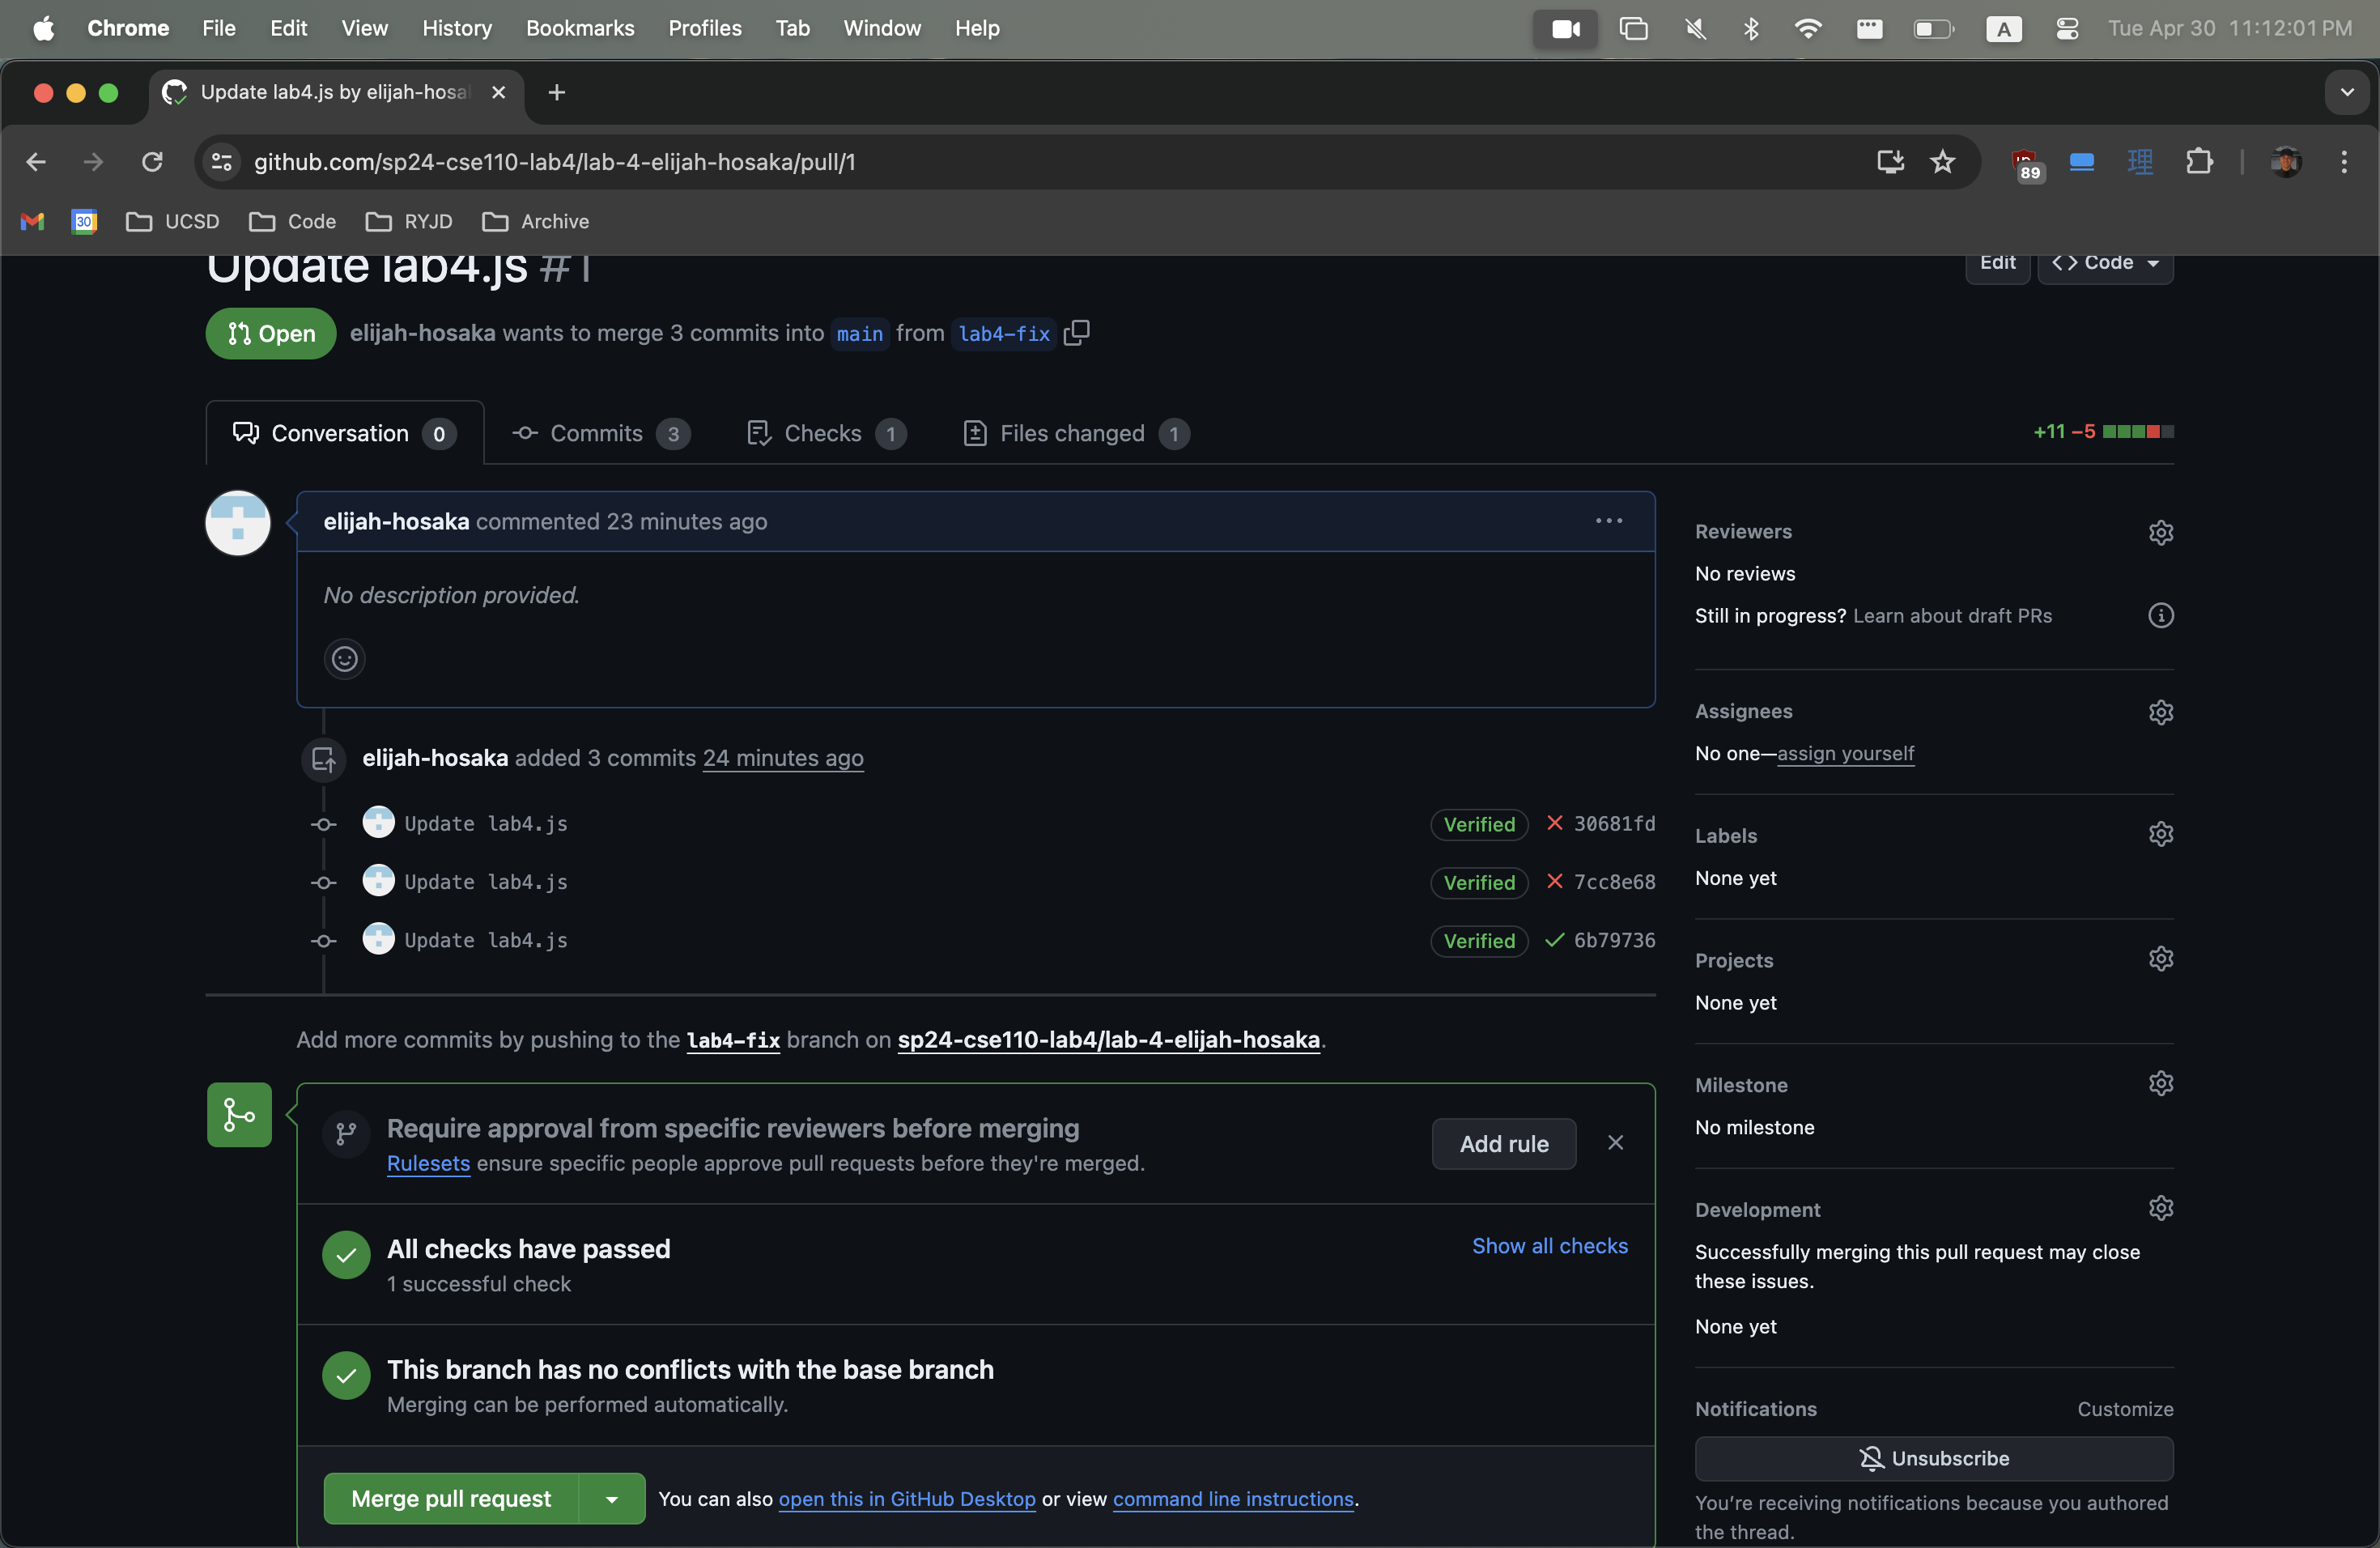 Chrome File Edit View History Bookmarks Profiles Tab Window Help A Tue Apr 30 11:12:01 PM
Update lab4.js by elijah-hosa
github.com/sp24-cse110-lab4/lab-4-elijah-hosaka/pull/1 89 理
30 UCSD Code RYJD Archive
Update lab4.js #1 Edit Code
Open elijah-hosaka wants to merge 3 commits into main from lab4-fix
Conversation 0 Commits 3 Checks 1 Files changed 1 +11 −5
elijah-hosaka commented 23 minutes ago
No description provided.
elijah-hosaka added 3 commits 24 minutes ago
Update lab4.js Verified 30681fd
Update lab4.js Verified 7cc8e68
Update lab4.js Verified 6b79736
Add more commits by pushing to the lab4-fix branch on sp24-cse110-lab4/lab-4-elijah-hosaka.
Require approval from specific reviewers before merging
Rulesets ensure specific people approve pull requests before they're merged.
Add rule
All checks have passed
1 successful check
Show all checks
This branch has no conflicts with the base branch
Merging can be performed automatically.
Merge pull request You can also open this in GitHub Desktop or view command line instructions.
Reviewers
No reviews
Still in progress? Learn about draft PRs
Assignees
No one—assign yourself
Labels
None yet
Projects
None yet
Milestone
No milestone
Development
Successfully merging this pull request may close
these issues.
None yet
Notifications Customize
Unsubscribe
You're receiving notifications because you authored
the thread.